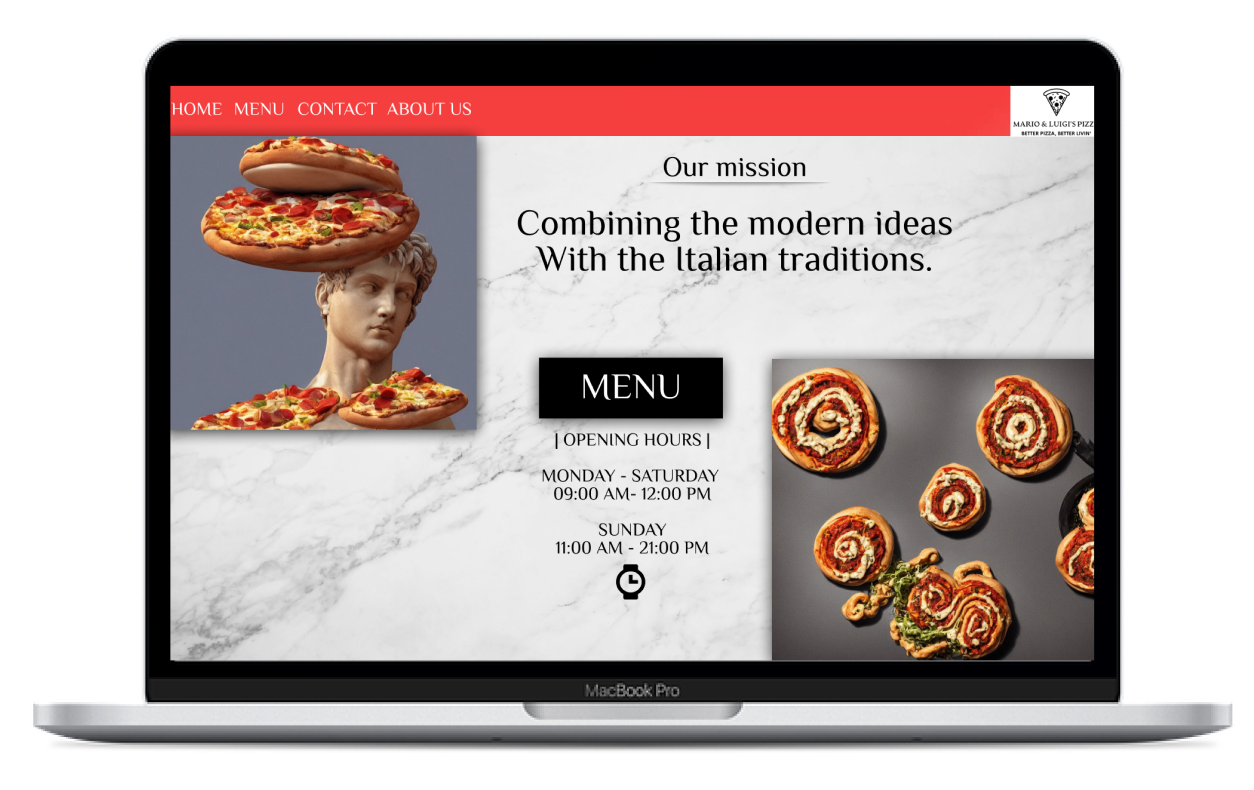 HOME MENU CONTACT ABOUT US
MARIO & LUIGI'S PIZZ
BETTER PIZZA, BETTER LIVIN'
Our mission
Combining the modern ideas
With the Italian traditions.
MENU
| OPENING HOURS |
MONDAY - SATURDAY
09:00 AM- 12:00 PM
SUNDAY
11:00 AM - 21:00 PM
MacBook Pro